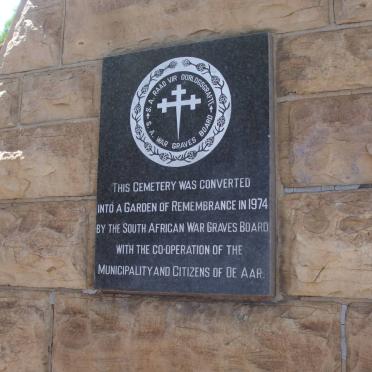 S.A. RAAD VIR OORLOGSGRAFTE
S.A. WAR GRAVES BOARD
THIS CEMETERY WAS CONVERTED
INTO A GARDEN OF REMEMBRANCE IN 1974
BY THE SOUTH AFRICAN WAR GRAVES BOARD
WITH THE CO-OPERATION OF THE
MUNICIPALITY AND CITIZENS OF DE AAR.